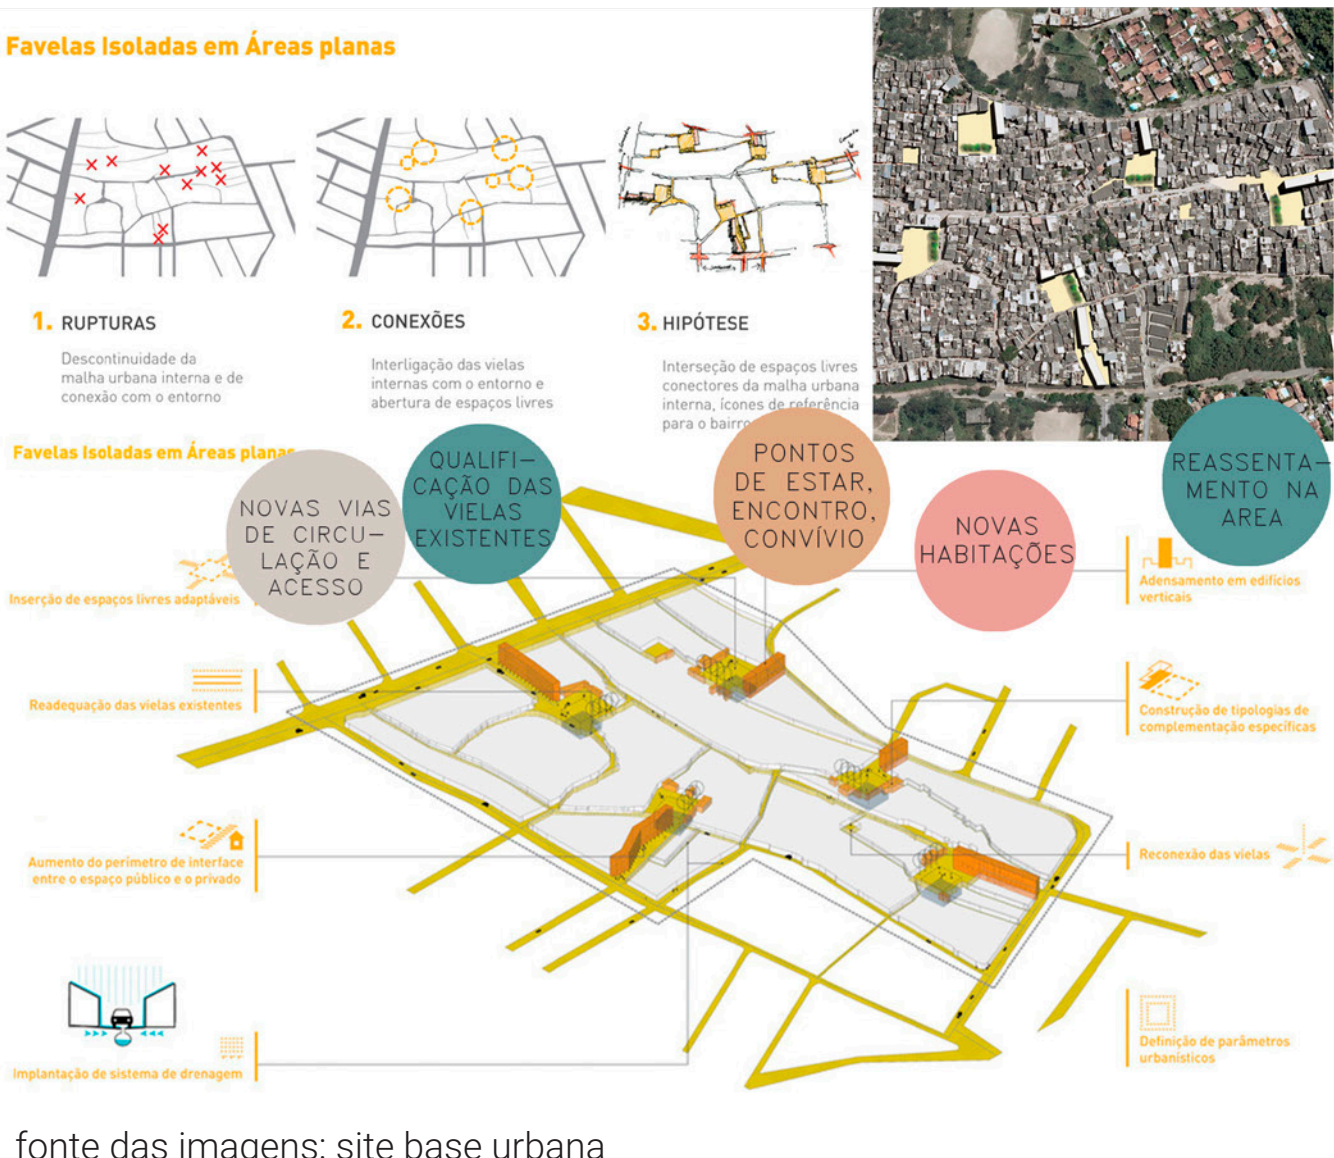 Favelas Isoladas em Áreas planas
1. RUPTURAS
Descontinuidade da
malha urbana interna e de
conexão com o entorno
2. CONEXÕES
Interligação das vielas
internas com o entorno e
abertura de espaços livres
3. HIPÓTESE
Interseção de espaços livres
conectores da malha urbana
interna, ícones de referência
para o bairro
Favelas Isoladas em Áreas planas
NOVAS VIAS
DE CIRCU-
LAÇÃO E
ACESSO
QUALIFI-
CAÇÃO DAS
VIELAS
EXISTENTES
PONTOS
DE ESTAR,
ENCONTRO,
CONVÍVIO
NOVAS
HABITAÇÕES
REASSENTA-
MENTO NA
AREA
Inserção de espaços livres adaptáveis
Readequação das vielas existentes
Aumento do perímetro de interface
entre o espaço público e o privado
Implantação de sistema de drenagem
Adensamento em edifícios
verticais
Construção de tipologias de
complementação específicas
Reconexão das vielas
Definição de parâmetros
urbanísticos
fonte das imagens: site base urbana